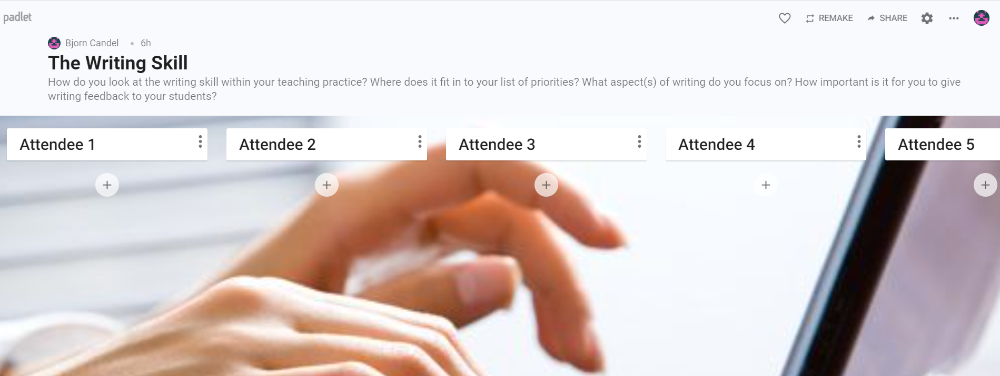 padlet
REMAKE
SHARE
Bjorn Candel • 6h
The Writing Skill
How do you look at the writing skill within your teaching practice? Where does it fit in to your list of priorities? What aspect(s) of writing do you focus on? How important is it for you to give
writing feedback to your students?
Attendee 1
Attendee 2
Attendee 3
Attendee 4
Attendee 5